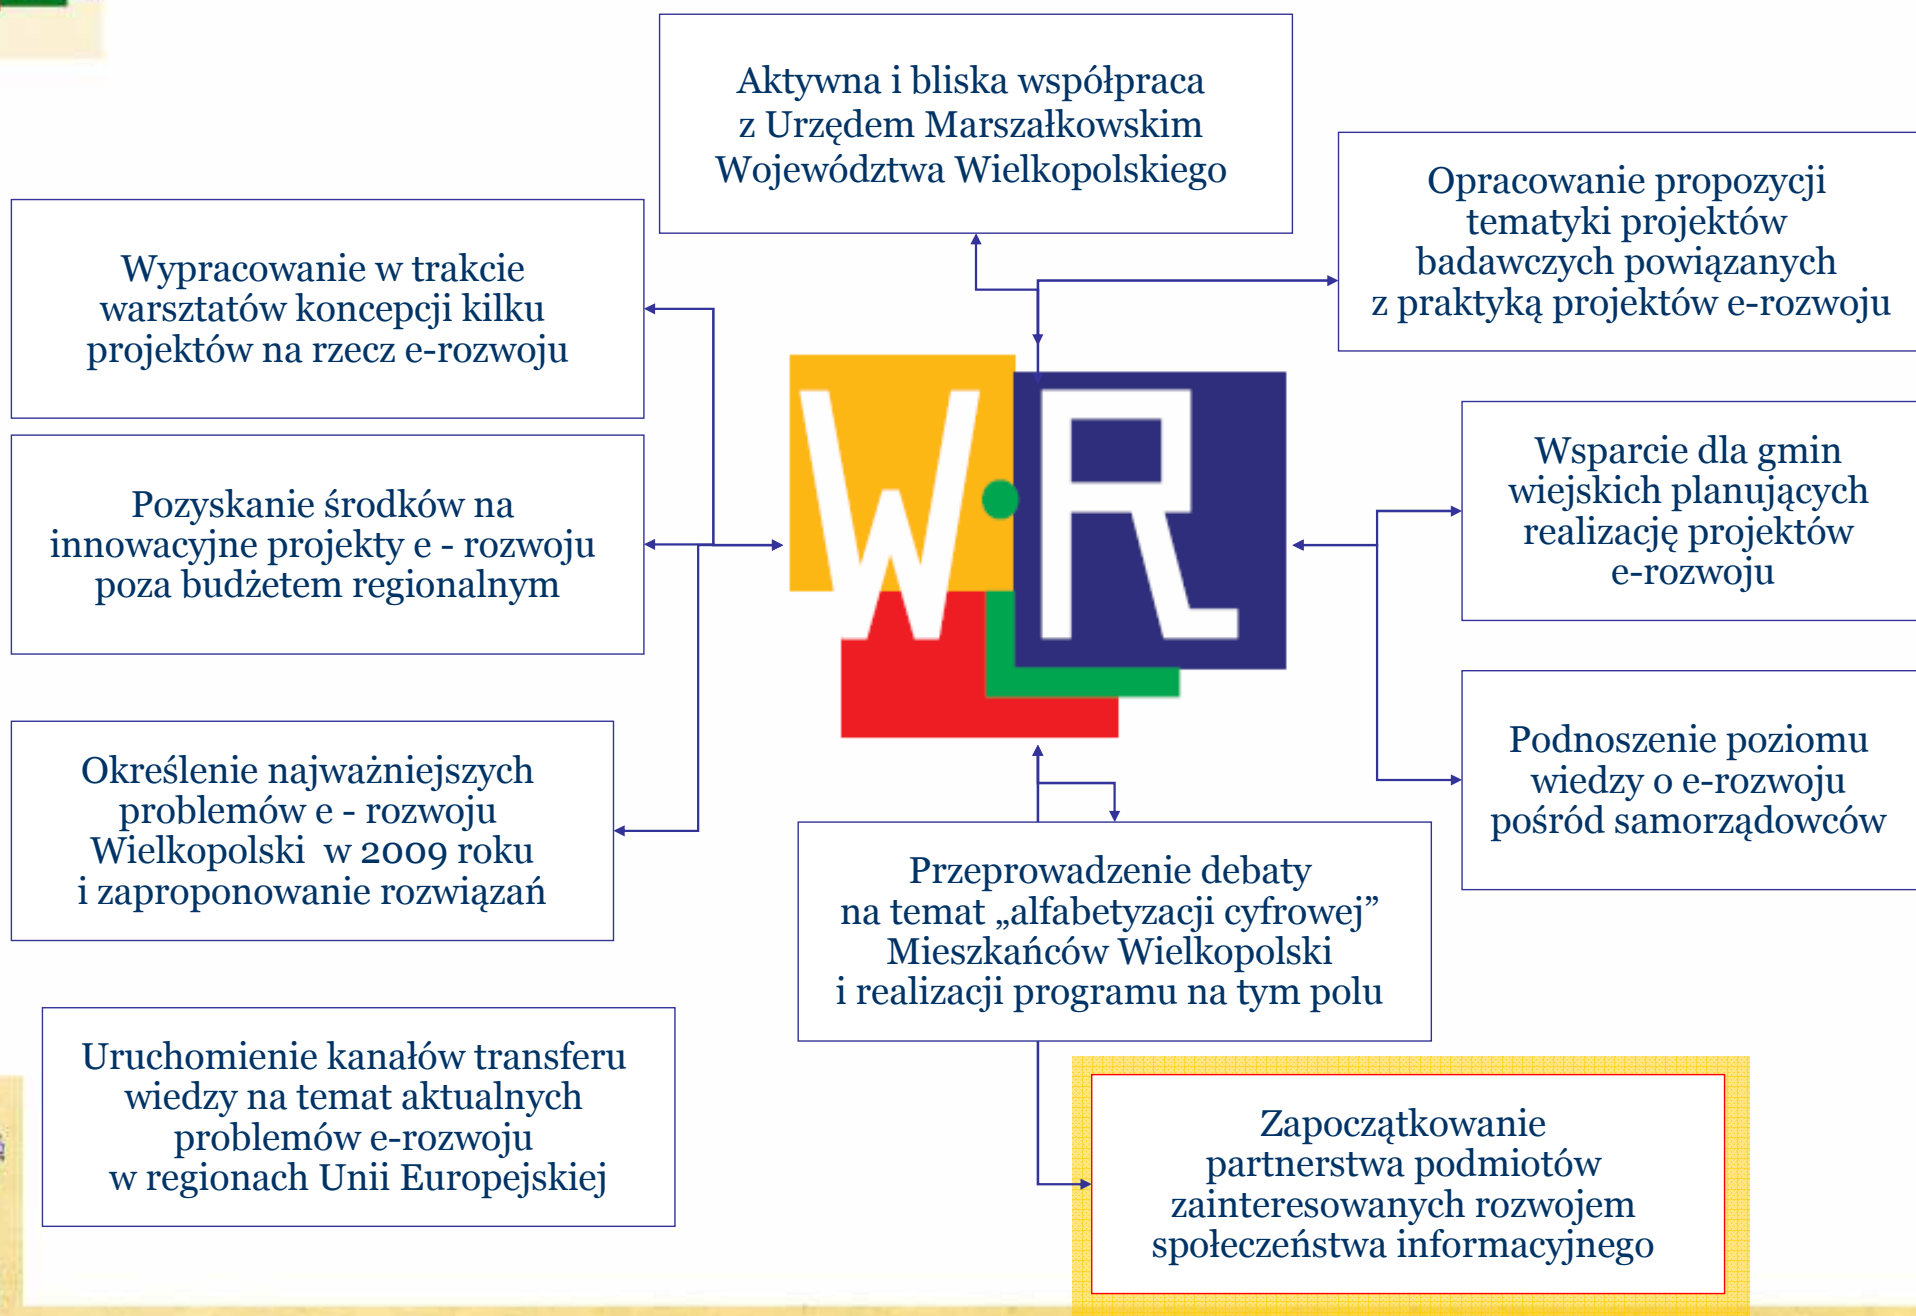 Aktywna i bliska współpraca
z Urzędem Marszałkowskim
Województwa Wielkopolskiego
Opracowanie propozycji
tematyki projektów
badawczych powiązanych
z praktyką projektów e-rozwoju
Wypracowanie w trakcie
warsztatów koncepcji kilku
projektów na rzecz e-rozwoju
W R
Wsparcie dla gmin
wiejskich planujących
realizację projektów
e-rozwoju
Pozyskanie środków na
innowacyjne projekty e - rozwoju
poza budżetem regionalnym
Podnoszenie poziomu
wiedzy o e-rozwoju
pośród samorządowców
Określenie najważniejszych
problemów e - rozwoju
Wielkopolski w 2009 roku
i zaproponowanie rozwiązań
Przeprowadzenie debaty
na temat „alfabetyzacji cyfrowej”
Mieszkańców Wielkopolski
i realizacji programu na tym polu
Uruchomienie kanałów transferu
wiedzy na temat aktualnych
problemów e-rozwoju
w regionach Unii Europejskiej
Zapoczątkowanie
partnerstwa podmiotów
zainteresowanych rozwojem
społeczeństwa informacyjnego